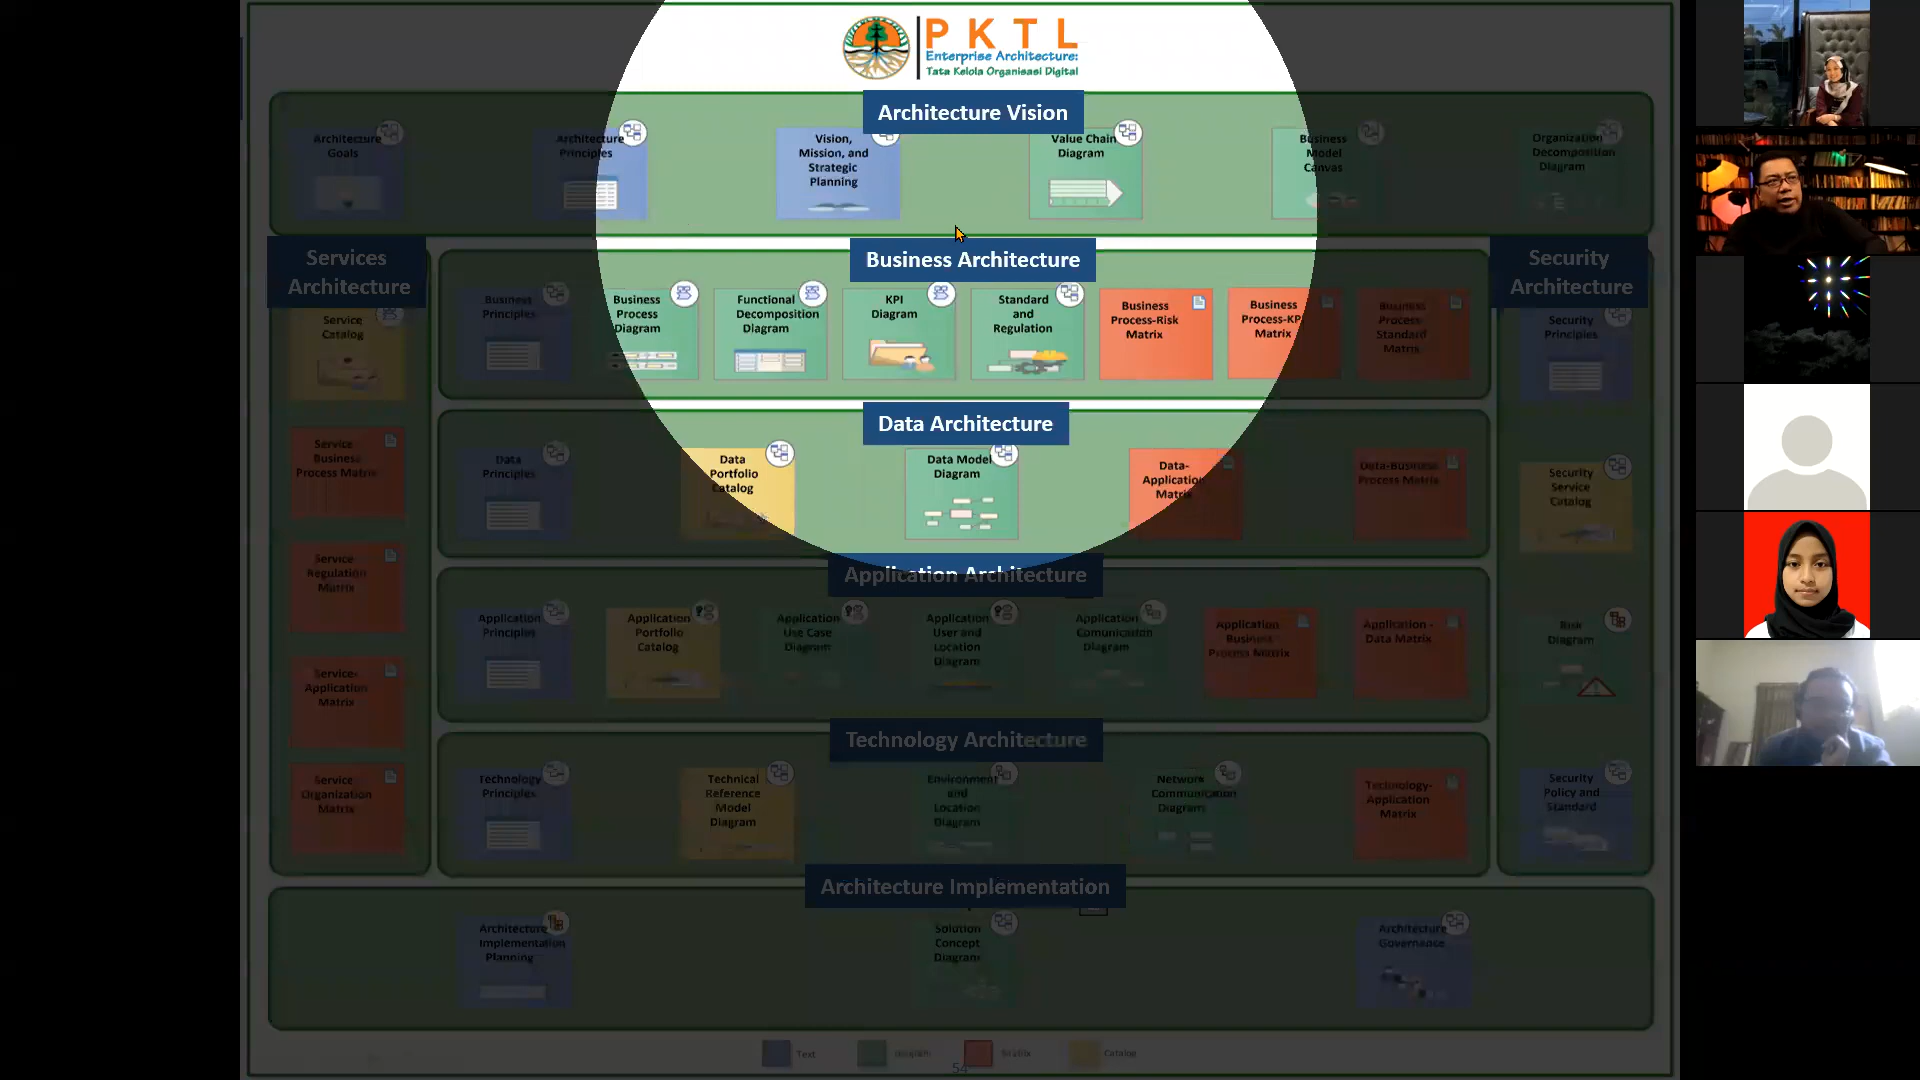 PKTL
Enterprise Architecture:
Tata Kelola Organisasi Digital
Architecture Vision
Architecture
Goals
Architecture
Principles
Vision,
Mission, and
Strategic
Planning
Value Chain
Diagram
Business
Model
Canvas
Organization
Decomposition
Diagram
Services
Architecture
Service
Catalog
Service
Business
Process Matrix
Service-
Regulation
Matrix
Service-
Application
Matrix
Service
Organization
Matrix
Business Architecture
Business
Principles
Business
Process
Diagram
Functional
Decomposition
Diagram
KPI
Diagram
Standard
and
Regulation
Business
Process-Risk
Matrix
Business
Process-KPI
Matrix
Business
Process-
Standard
Matrix
Data Architecture
Data
Principles
Data
Portfolio
Catalog
Data Model
Diagram
Data-
Application
Matrix
Data-Business
Process Matrix
Application Architecture
Application
Principles
Application
Portfolio
Catalog
Application
Use Case
Diagram
Application
User and
Location
Diagram
Application
Comunication
Diagram
Application
Business
Process Matrix
Application -
Data Matrix
Technology Architecture
Technology
Principles
Technical
Reference
Model
Diagram
Environment
and
Location
Diagram
Network
Communication
Diagram
Technology-
Application
Matrix
Security
Architecture
Security
Principles
Security
Service
Catalog
Risk
Diagram
Security
Policy and
Standard
Architecture Implementation
Architecture
Implementation
Planning
Solution
Concept
Diagram
Architecture
Governance
Text
Catalog
54